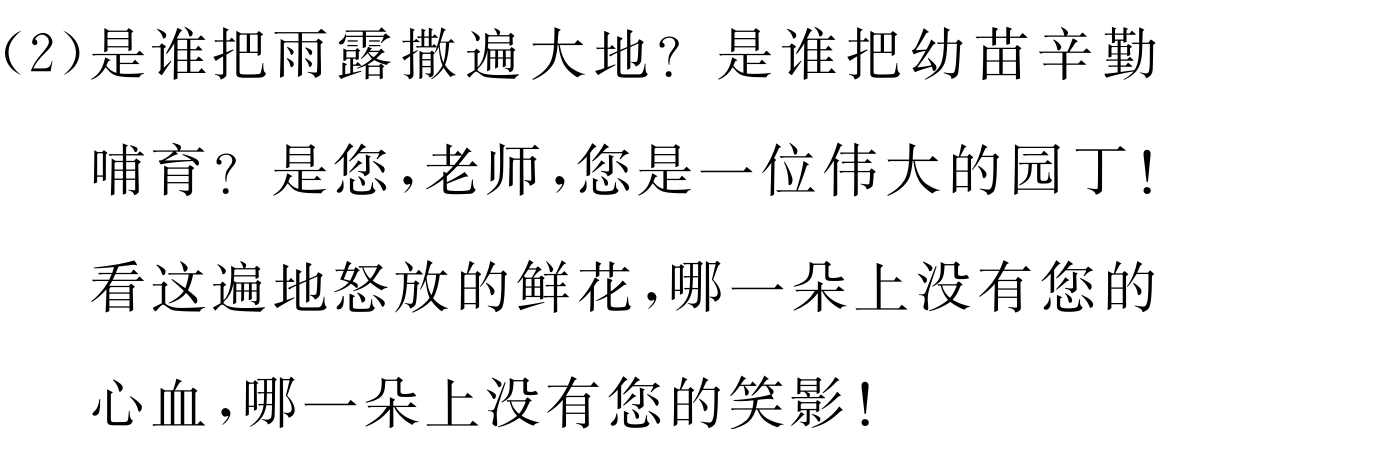 (2)是谁把雨露撒遍大地？是谁把幼苗辛勤
哺育？是您,老师,您是一位伟大的园丁!
看这遍地怒放的鲜花,哪一朵上没有您的
心血,哪一朵上没有您的笑影!